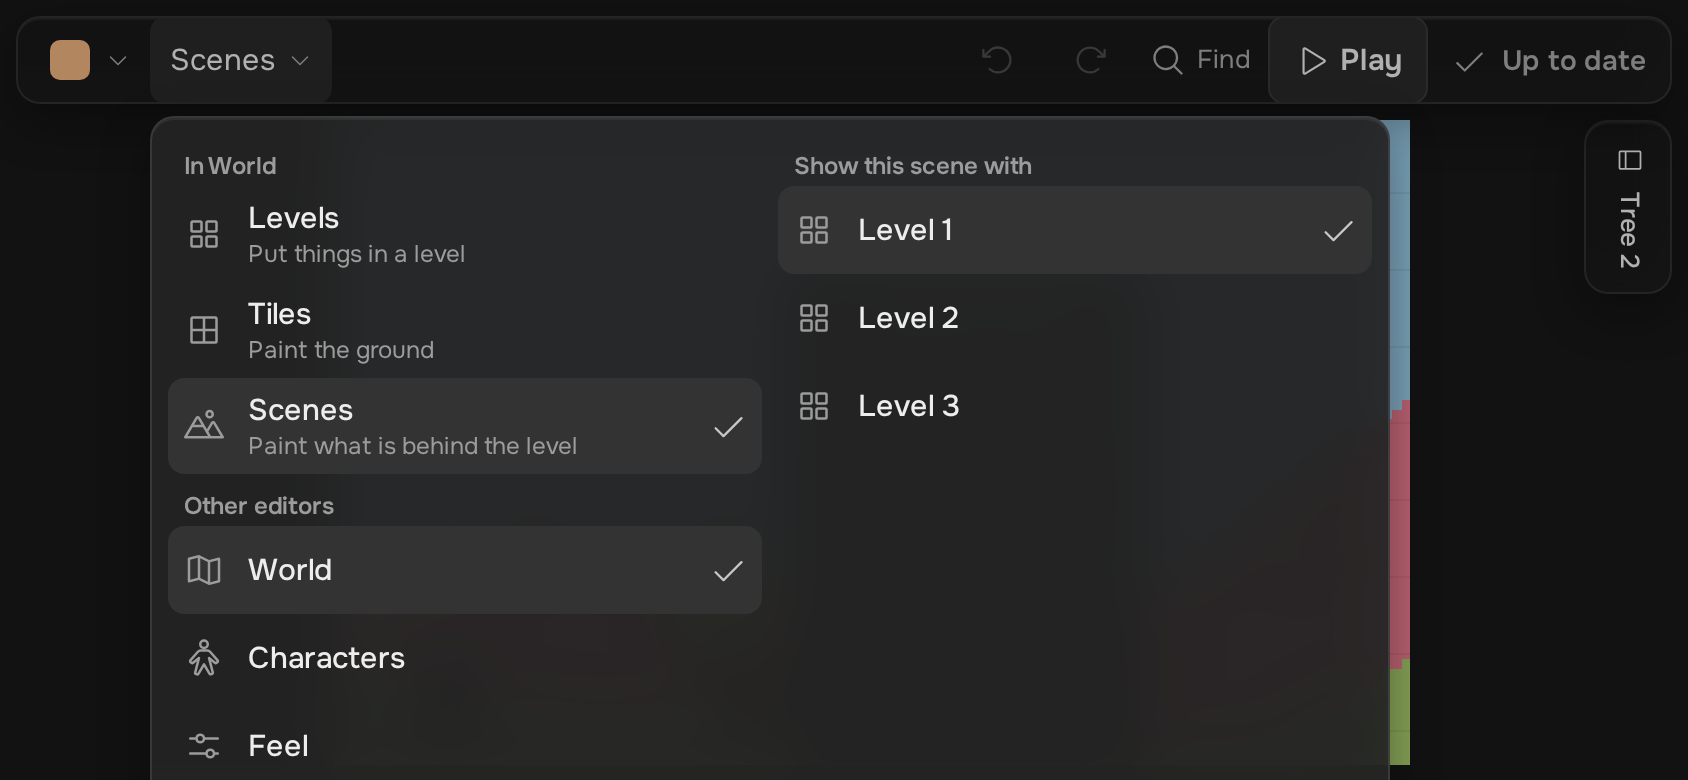 Scenes
Find
Play
Up to date
In World
Levels
Put things in a level
Tiles
Paint the ground
Scenes
Paint what is behind the level
Other editors
World
Characters
Feel
Show this scene with
Level 1
Level 2
Level 3
Tree 2